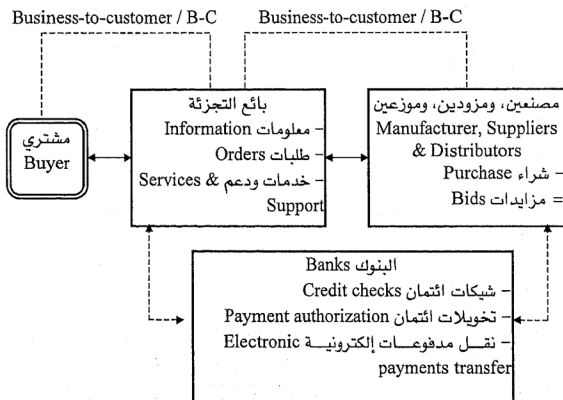 Business-to-customer / B-C
Business-to-customer / B-C
مشتري
Buyer
بائع التجزئة
– معلومات Information
– طلبات Orders
– خدمات ودعم Services &
Support
مصنعين، ومزودين، وموزعين
Manufacturer, Suppliers
& Distributors
– شراء Purchase
= مزايدات Bids
البنوك Banks
– شيكات ائتمان Credit checks
– تخويلات ائتمان Payment authorization
– نقل مدفوعات إلكترونية Electronic
payments transfer